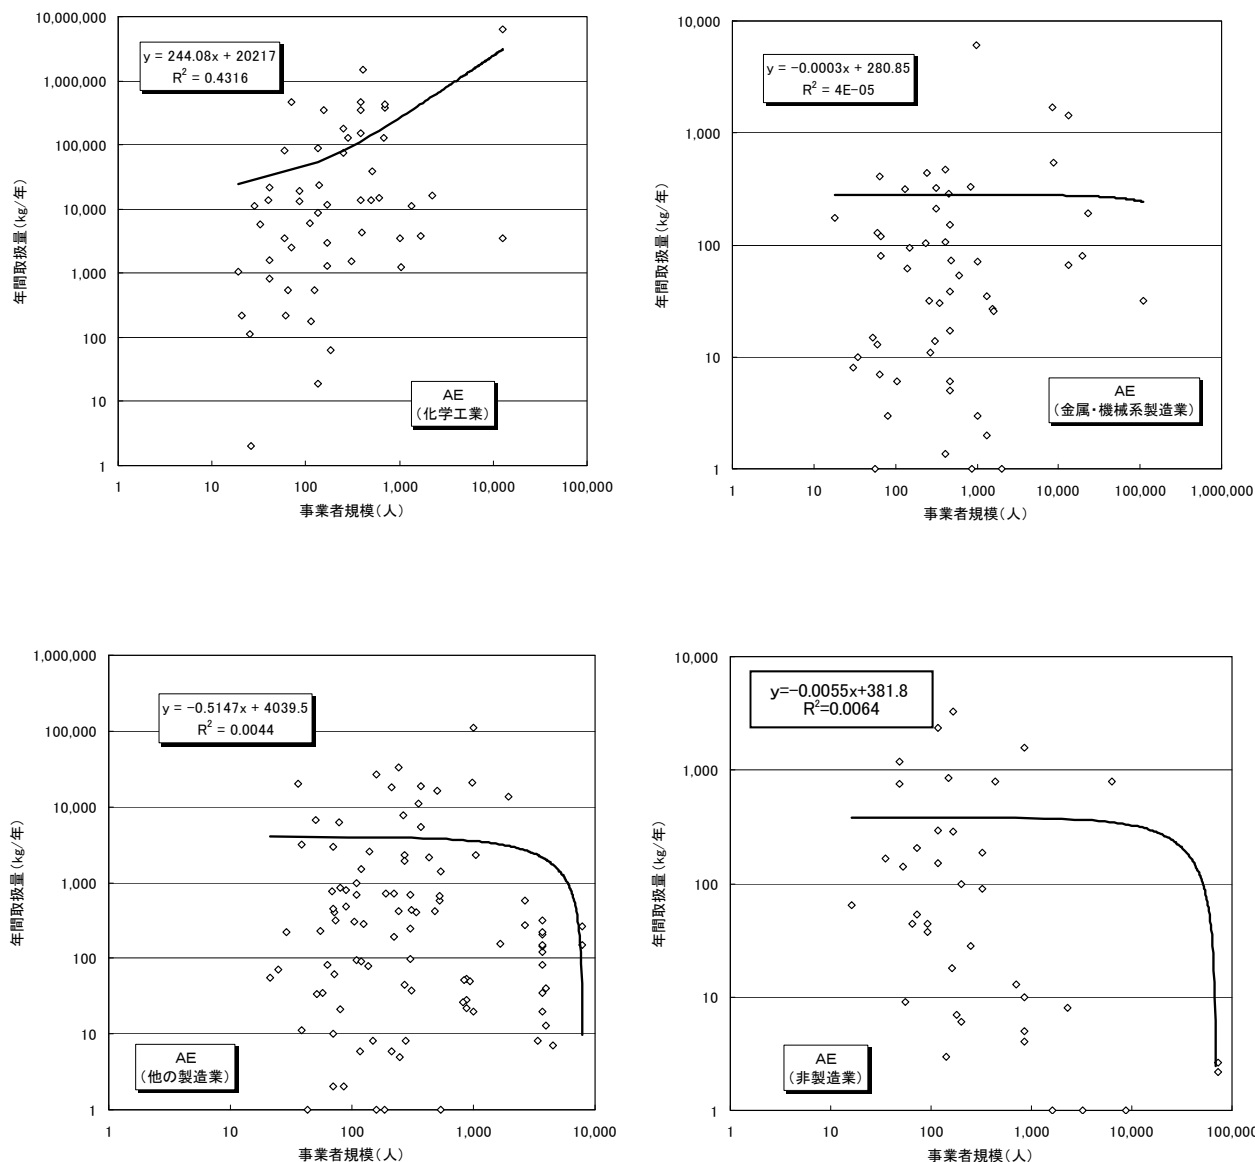 10,000,000
1,000,000
100,000
10,000
1,000
100
10
1
年間取扱量(kg/年)
y = 244.08x + 20217
R² = 0.4316
AE
(化学工業)
1 10 100 1,000 10,000 100,000
事業者規模(人)
10,000
1,000
100
10
1
年間取扱量(kg/年)
y = -0.0003x + 280.85
R² = 4E-05
AE
(金属・機械系製造業)
1 10 100 1,000 10,000 100,000 1,000,000
事業者規模(人)
1,000,000
100,000
10,000
1,000
100
10
1
年間取扱量(kg/年)
y = -0.5147x + 4039.5
R² = 0.0044
AE
(他の製造業)
1 10 100 1,000 10,000
事業者規模(人)
10,000
1,000
100
10
1
年間取扱量(kg/年)
y=-0.0055x+381.8
R²=0.0064
AE
(非製造業)
1 10 100 1,000 10,000 100,000
事業者規模(人)